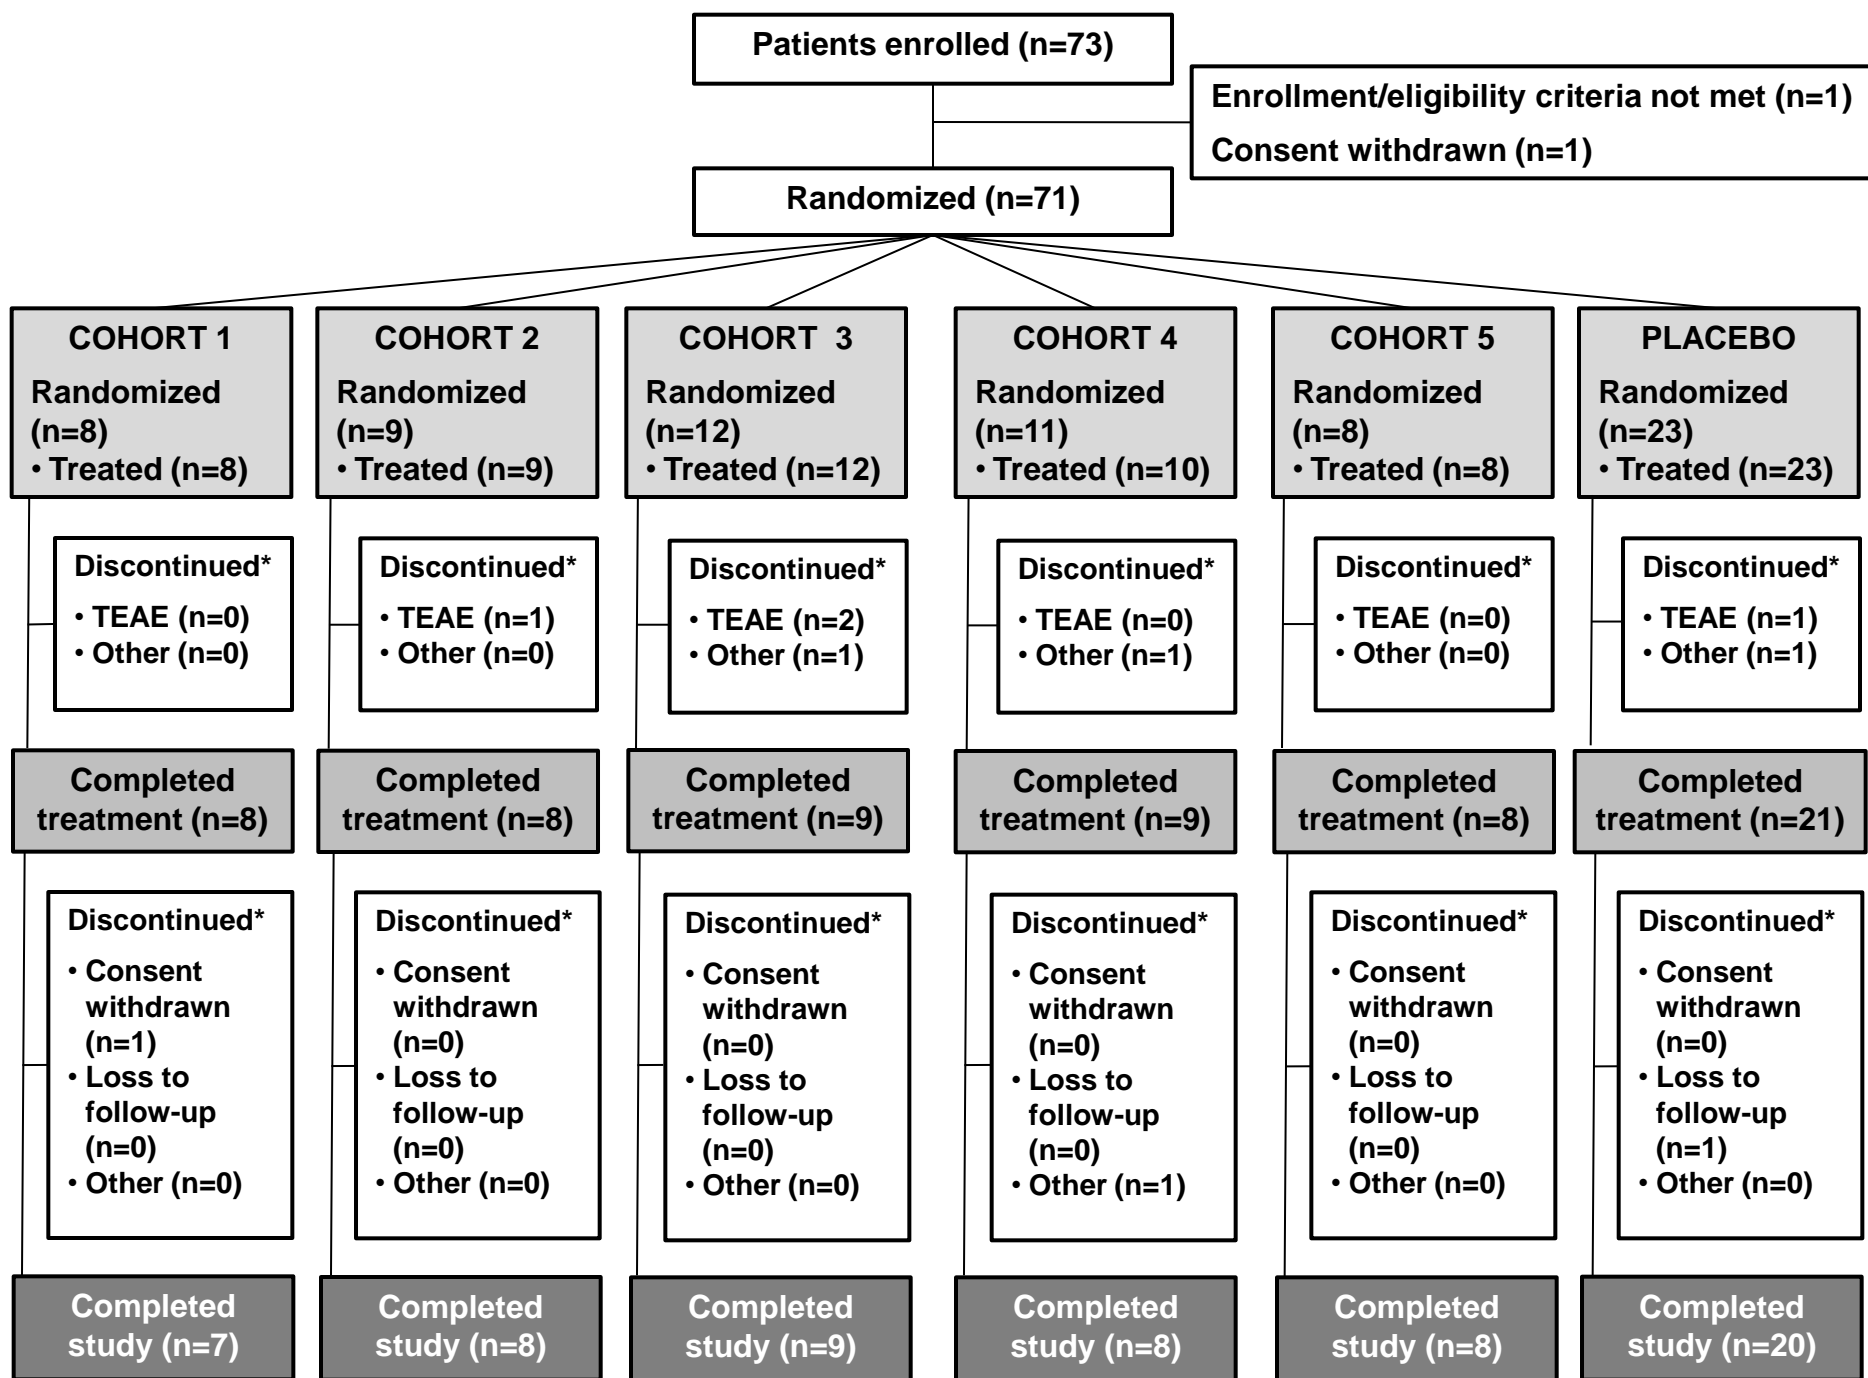 Patients enrolled (n=73)
Enrollment/eligibility criteria not met (n=1)
Consent withdrawn (n=1)
Randomized (n=71)
COHORT 1
Randomized
(n=8)
• Treated (n=8)
COHORT 2
Randomized
(n=9)
• Treated (n=9)
COHORT 3
Randomized
(n=12)
• Treated (n=12)
COHORT 4
Randomized
(n=11)
• Treated (n=10)
COHORT 5
Randomized
(n=8)
• Treated (n=8)
PLACEBO
Randomized
(n=23)
• Treated (n=23)
Discontinued*
• TEAE (n=0)
• Other (n=0)
Discontinued*
• TEAE (n=1)
• Other (n=0)
Discontinued*
• TEAE (n=2)
• Other (n=1)
Discontinued*
• TEAE (n=0)
• Other (n=1)
Discontinued*
• TEAE (n=0)
• Other (n=0)
Discontinued*
• TEAE (n=1)
• Other (n=1)
Completed
treatment (n=8)
Completed
treatment (n=8)
Completed
treatment (n=9)
Completed
treatment (n=9)
Completed
treatment (n=8)
Completed
treatment (n=21)
Discontinued*
• Consent
withdrawn
(n=1)
• Loss to
follow-up
(n=0)
• Other (n=0)
Discontinued*
• Consent
withdrawn
(n=0)
• Loss to
follow-up
(n=0)
• Other (n=0)
Discontinued*
• Consent
withdrawn
(n=0)
• Loss to
follow-up
(n=0)
• Other (n=0)
Discontinued*
• Consent
withdrawn
(n=0)
• Loss to
follow-up
(n=0)
• Other (n=1)
Discontinued*
• Consent
withdrawn
(n=0)
• Loss to
follow-up
(n=0)
• Other (n=0)
Discontinued*
• Consent
withdrawn
(n=0)
• Loss to
follow-up
(n=1)
• Other (n=0)
Completed
study (n=7)
Completed
study (n=8)
Completed
study (n=9)
Completed
study (n=8)
Completed
study (n=8)
Completed
study (n=20)